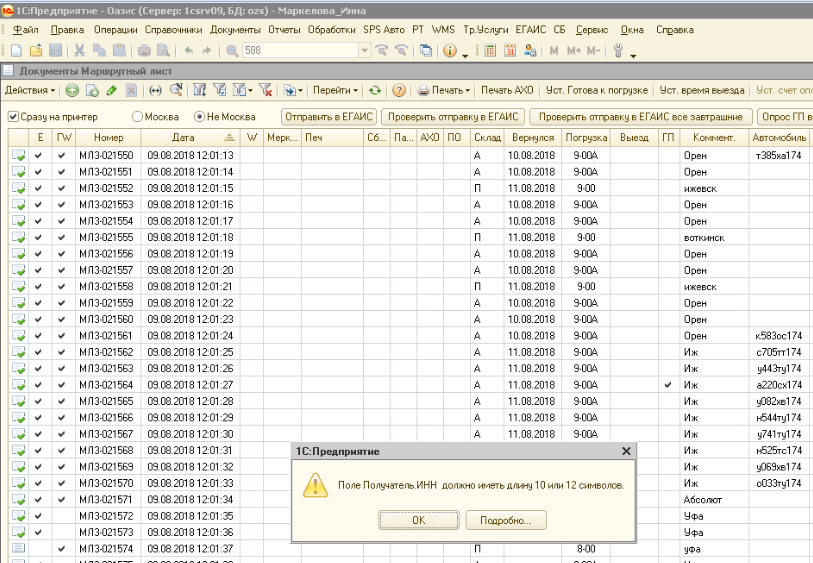 1С:Предприятие - Оазис (Сервер: 1csrv09, БД: ozs) - Маркелова_Инна
Файл Правка Операции Справочники Документы Отчеты Обработки SPS Авто РТ WMS Тр.Услуги ЕГАИС СБ Сервис Окна Справка
588 M M+ M-
Документы Маршрутный лист
Действия Перейти Печать Печать АХО Уст. Готова к погрузке Уст. время выезда Уст. счет опл
Сразу на принтер Москва Не Москва Отправить в ЕГАИС Проверить отправку в ЕГАИС Проверить отправку в ЕГАИС все завтрашние Опрос ГП в
Е ГW Номер Дата W Мерк... Печ Сб... Па... АХО ПО Склад Вернулся Погрузка Выезд ГП Коммент. Автомобиль
МЛЗ-021550 09.08.2018 12:01:13 А 10.08.2018 9-00А Орен т385ха174
МЛЗ-021551 09.08.2018 12:01:14 А 10.08.2018 9-00А Орен
МЛЗ-021552 09.08.2018 12:01:15 П 11.08.2018 9-00 ижевск
МЛЗ-021553 09.08.2018 12:01:16 А 10.08.2018 9-00А Орен
МЛЗ-021554 09.08.2018 12:01:17 А 10.08.2018 9-00А Орен
МЛЗ-021555 09.08.2018 12:01:18 П 11.08.2018 9-00 воткинск
МЛЗ-021556 09.08.2018 12:01:19 А 10.08.2018 9-00А Орен
МЛЗ-021557 09.08.2018 12:01:20 А 10.08.2018 9-00А Орен
МЛЗ-021558 09.08.2018 12:01:21 П 11.08.2018 9-00 ижевск
МЛЗ-021559 09.08.2018 12:01:22 А 10.08.2018 9-00А Орен
МЛЗ-021560 09.08.2018 12:01:23 А 10.08.2018 9-00А Орен
МЛЗ-021561 09.08.2018 12:01:24 А 10.08.2018 9-00А Орен к583ос174
МЛЗ-021562 09.08.2018 12:01:25 А 11.08.2018 9-00А Иж с705тт174
МЛЗ-021563 09.08.2018 12:01:26 А 11.08.2018 9-00А Иж у443ту174
МЛЗ-021564 09.08.2018 12:01:27 А 11.08.2018 9-00А Иж а220сх174
МЛЗ-021565 09.08.2018 12:01:28 А 11.08.2018 9-00А Иж у082хв174
МЛЗ-021566 09.08.2018 12:01:29 А 11.08.2018 9-00А Иж н544ту174
МЛЗ-021567 09.08.2018 12:01:30 А 11.08.2018 9-00А Иж у741ту174
МЛЗ-021568 09.08.2018 12:01:31 Иж н525тс174
МЛЗ-021569 09.08.2018 12:01:32 Иж у069хв174
МЛЗ-021570 09.08.2018 12:01:33 Иж о033ту174
МЛЗ-021571 09.08.2018 12:01:34 Абсолют
МЛЗ-021572 09.08.2018 12:01:35 Уфа
МЛЗ-021573 09.08.2018 12:01:36 Уфа
МЛЗ-021574 09.08.2018 12:01:37 П 8-00 уфа
1С:Предприятие
Поле Получатель.ИНН должно иметь длину 10 или 12 символов.
ОК Подробно...